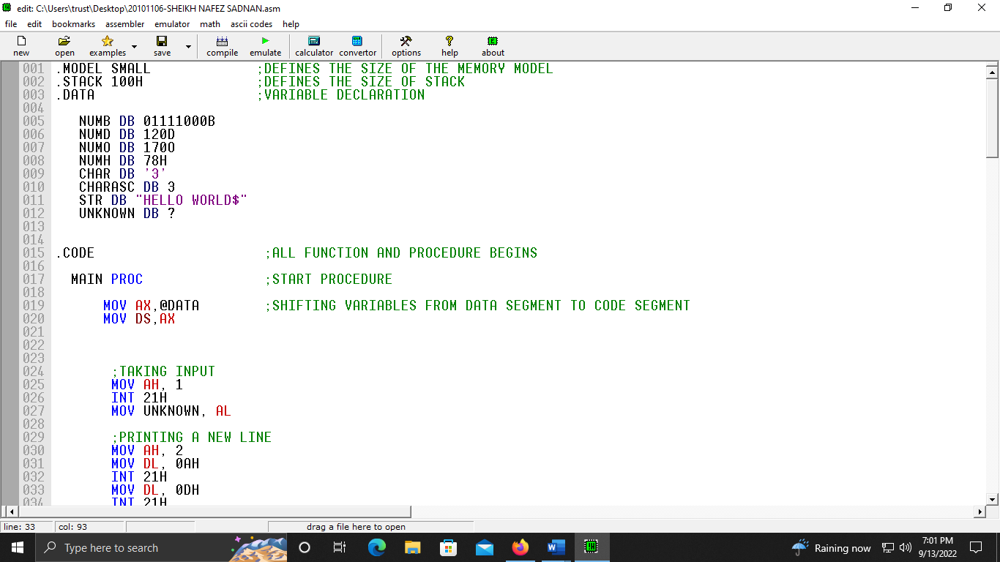 edit: C:\Users\trust\Desktop\20101106-SHEIKH NAFEZ SADNAN.asm
file edit bookmarks assembler emulator math ascii codes help
new open examples save compile emulate calculator convertor options help about
001 .MODEL SMALL ;DEFINES THE SIZE OF THE MEMORY MODEL
002 .STACK 100H ;DEFINES THE SIZE OF STACK
003 .DATA ;VARIABLE DECLARATION
004
005 NUMB DB 01111000B
006 NUMD DB 120D
007 NUMO DB 170O
008 NUMH DB 78H
009 CHAR DB '3'
010 CHARASC DB 3
011 STR DB "HELLO WORLD$"
012 UNKNOWN DB ?
013
014
015 .CODE ;ALL FUNCTION AND PROCEDURE BEGINS
016
017 MAIN PROC ;START PROCEDURE
018
019 MOV AX,@DATA ;SHIFTING VARIABLES FROM DATA SEGMENT TO CODE SEGMENT
020 MOV DS,AX
021
022
023
024 ;TAKING INPUT
025 MOV AH, 1
026 INT 21H
027 MOV UNKNOWN, AL
028
029 ;PRINTING A NEW LINE
030 MOV AH, 2
031 MOV DL, 0AH
032 INT 21H
033 MOV DL, 0DH
034 INT 21H
line: 33 col: 93 drag a file here to open
Type here to search
Raining now
7:01 PM
9/13/2022